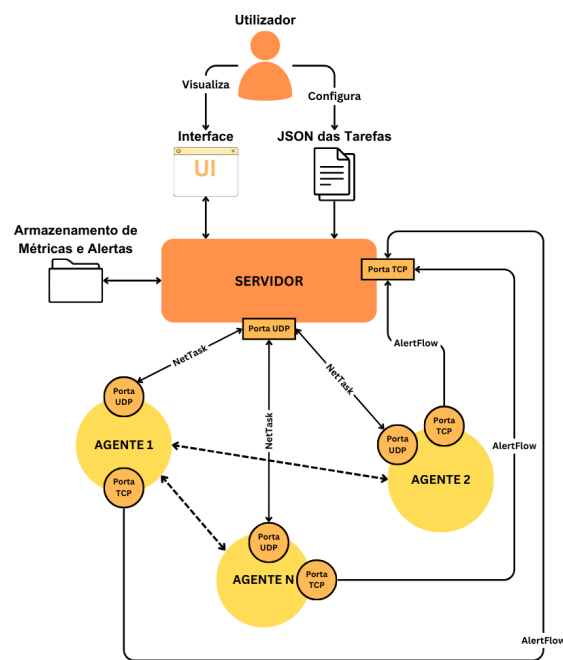 Utilizador
Visualiza
Configura
Interface
JSON das Tarefas
UI
Armazenamento de
Métricas e Alertas
SERVIDOR
Porta TCP
Porta UDP
NetTask
NetTask
NetTask
AlertFlow
AlertFlow
Porta
UDP
AGENTE 1
Porta
TCP
Porta
TCP
Porta
UDP
AGENTE 2
Porta
UDP
AGENTE N
Porta
TCP
AlertFlow